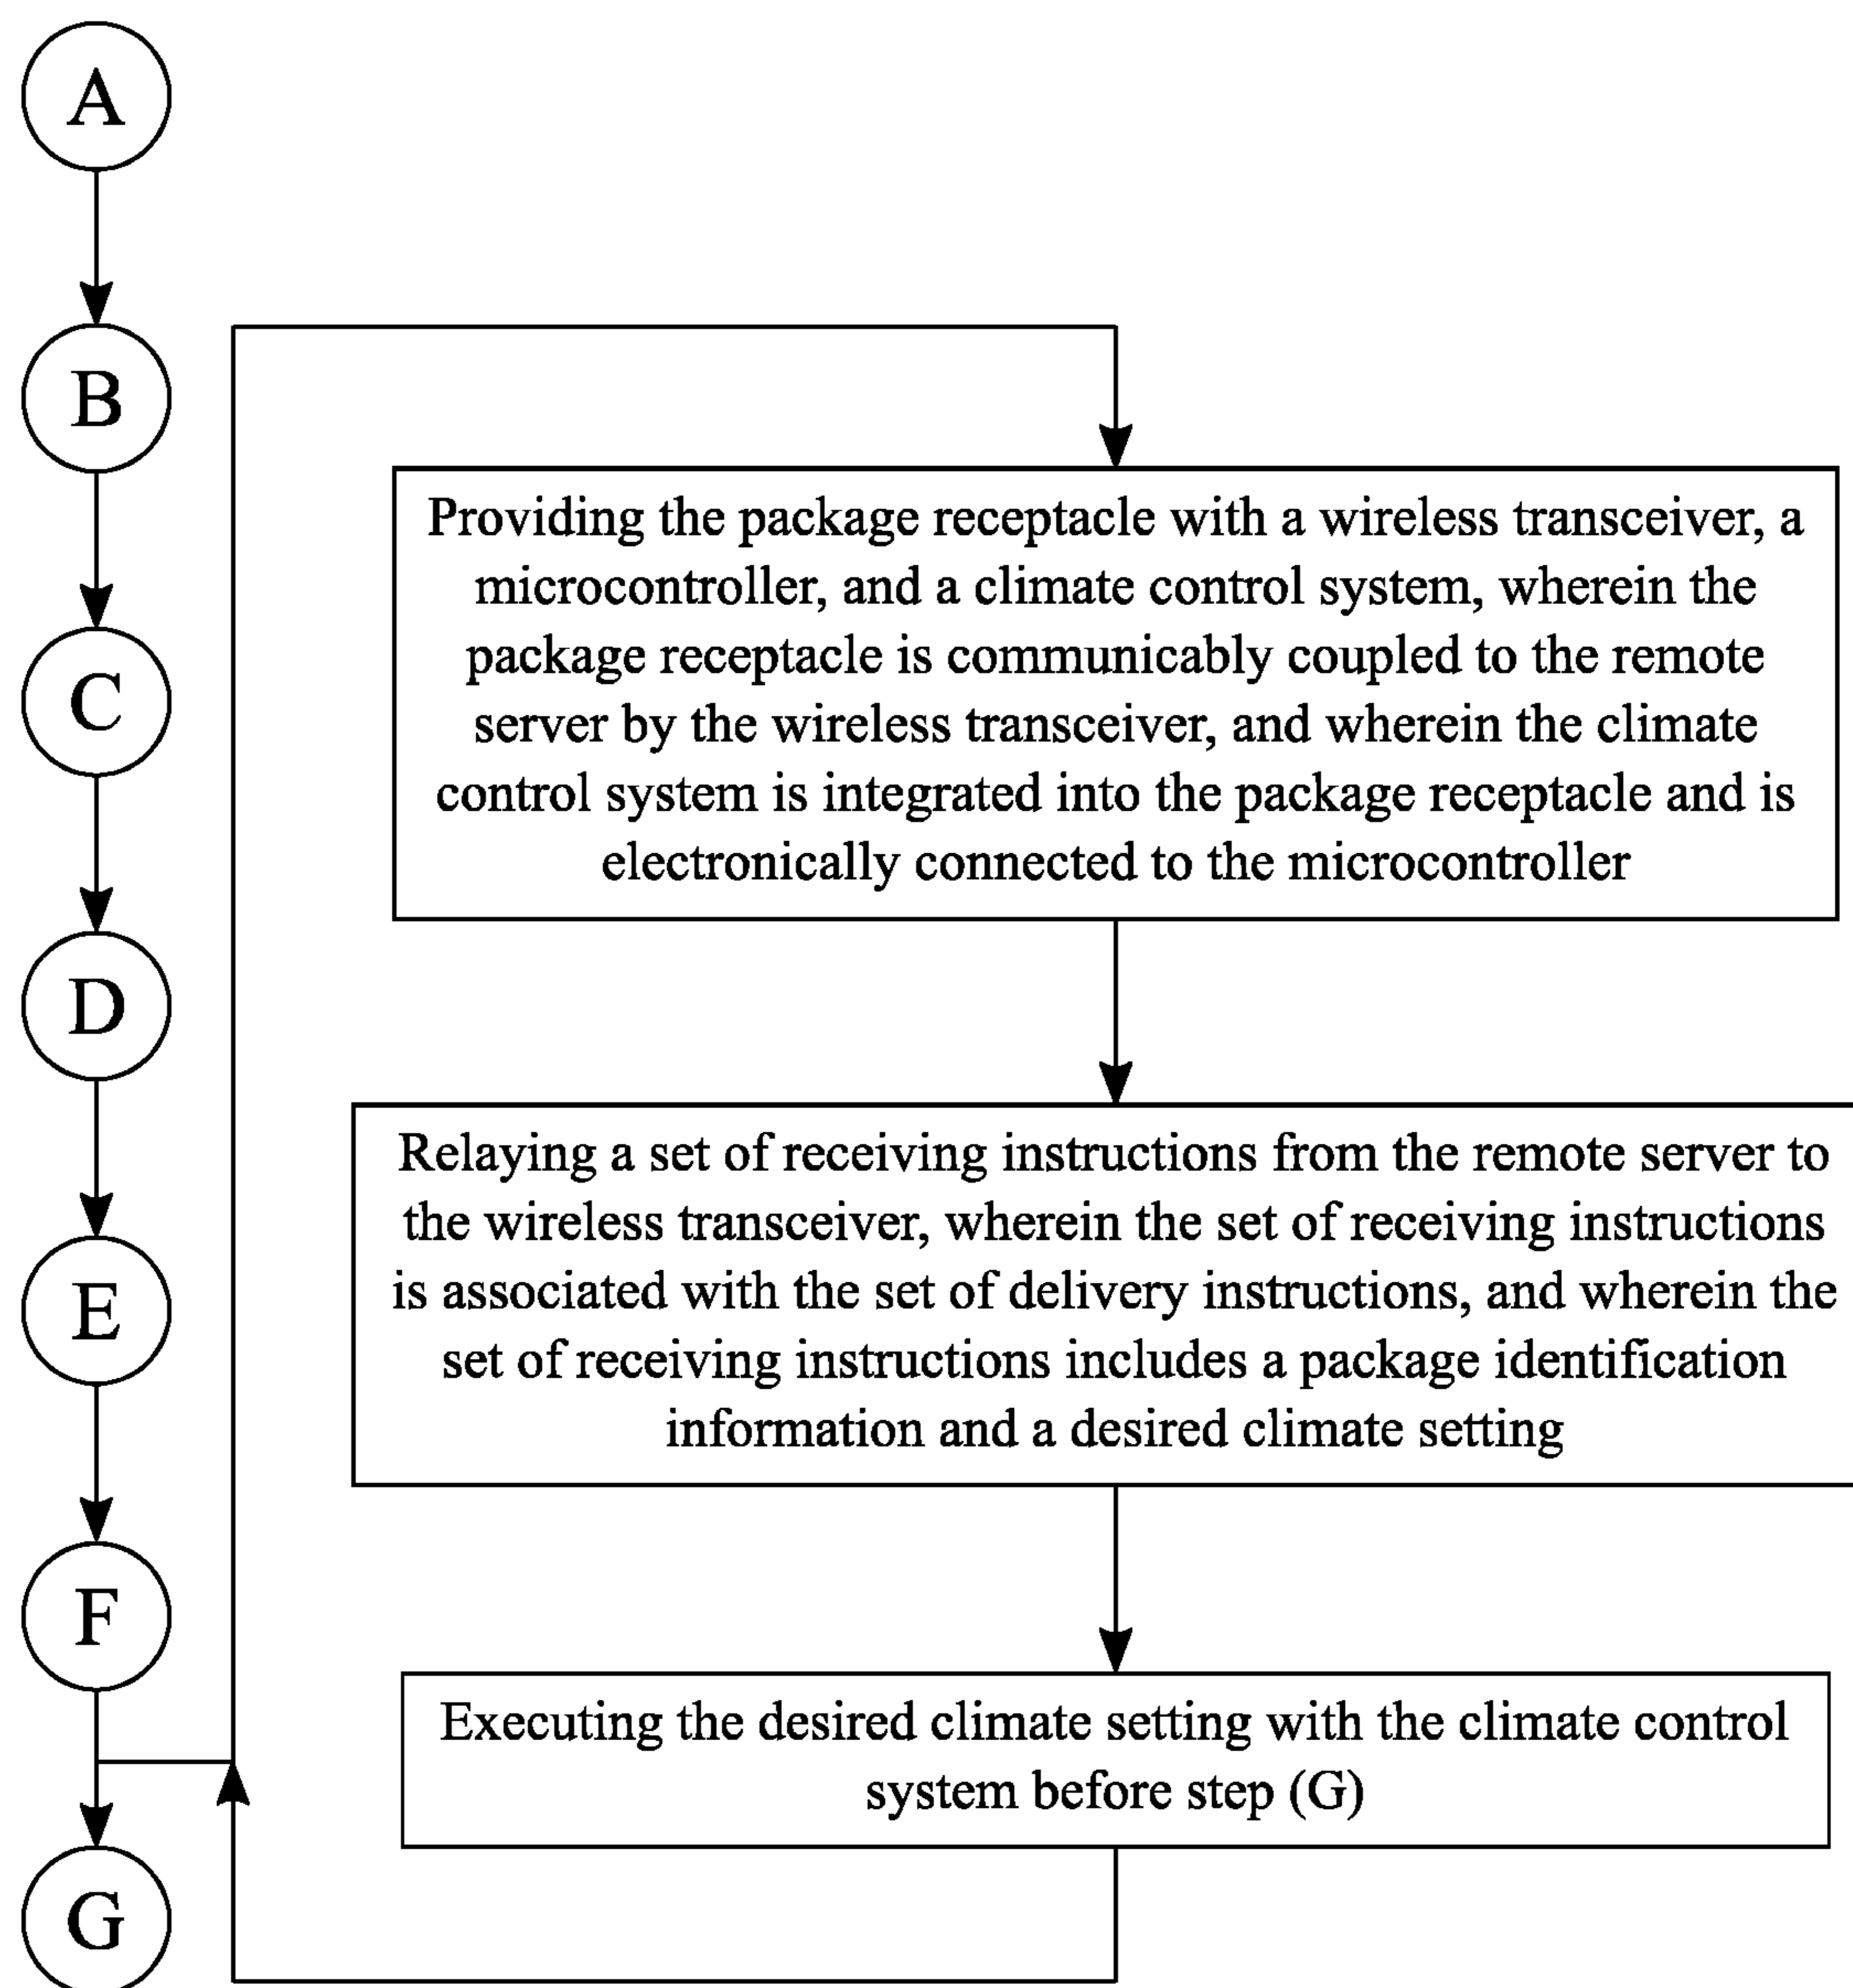 A
B
C
D
E
F
G
Providing the package receptacle with a wireless transceiver, a
microcontroller, and a climate control system, wherein the
package receptacle is communicably coupled to the remote
server by the wireless transceiver, and wherein the climate
control system is integrated into the package receptacle and is
electronically connected to the microcontroller
Relaying a set of receiving instructions from the remote server to
the wireless transceiver, wherein the set of receiving instructions
is associated with the set of delivery instructions, and wherein the
set of receiving instructions includes a package identification
information and a desired climate setting
Executing the desired climate setting with the climate control
system before step (G)